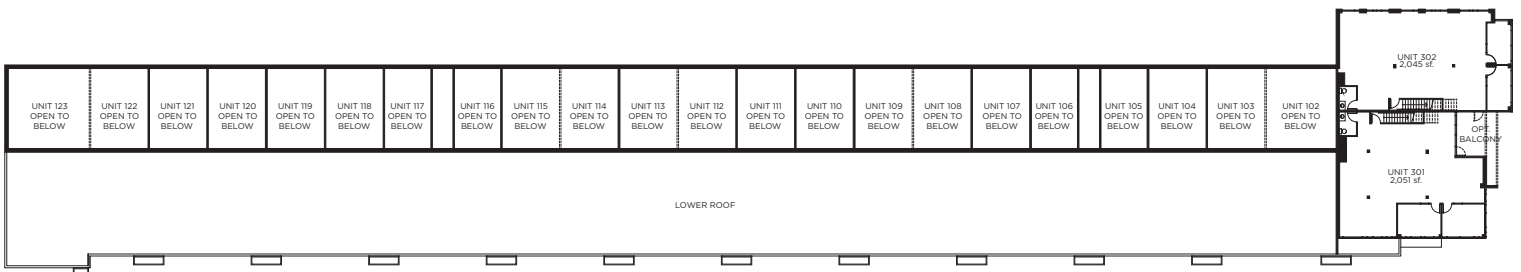 UNIT 302
2,045 sf.
UNIT 123
OPEN TO
BELOW
UNIT 122
OPEN TO
BELOW
UNIT 121
OPEN TO
BELOW
UNIT 120
OPEN TO
BELOW
UNIT 119
OPEN TO
BELOW
UNIT 118
OPEN TO
BELOW
UNIT 117
OPEN TO
BELOW
UNIT 116
OPEN TO
BELOW
UNIT 115
OPEN TO
BELOW
UNIT 114
OPEN TO
BELOW
UNIT 113
OPEN TO
BELOW
UNIT 112
OPEN TO
BELOW
UNIT 111
OPEN TO
BELOW
UNIT 110
OPEN TO
BELOW
UNIT 109
OPEN TO
BELOW
UNIT 108
OPEN TO
BELOW
UNIT 107
OPEN TO
BELOW
UNIT 106
OPEN TO
BELOW
UNIT 105
OPEN TO
BELOW
UNIT 104
OPEN TO
BELOW
UNIT 103
OPEN TO
BELOW
UNIT 102
OPEN TO
BELOW
OPT.
BALCONY
UNIT 301
2,051 sf.
LOWER ROOF